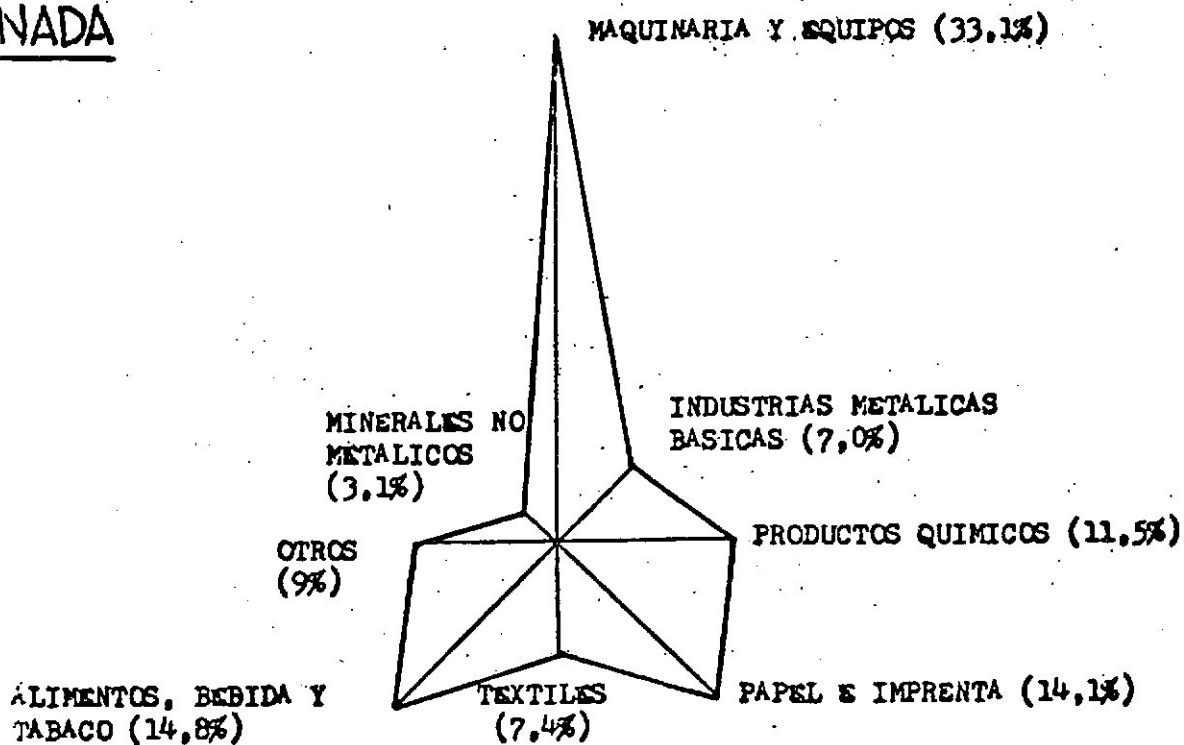 NADA
MAQUINARIA Y EQUIPOS (33,1%)
MINERALES NO
METALICOS
(3,1%)
INDUSTRIAS METALICAS
BASICAS (7,0%)
OTROS
(9%)
PRODUCTOS QUIMICOS (11,5%)
ALIMENTOS, BEBIDA Y
TABACO (14,8%)
TEXTILES
(7,4%)
PAPEL E IMPRENTA (14,1%)